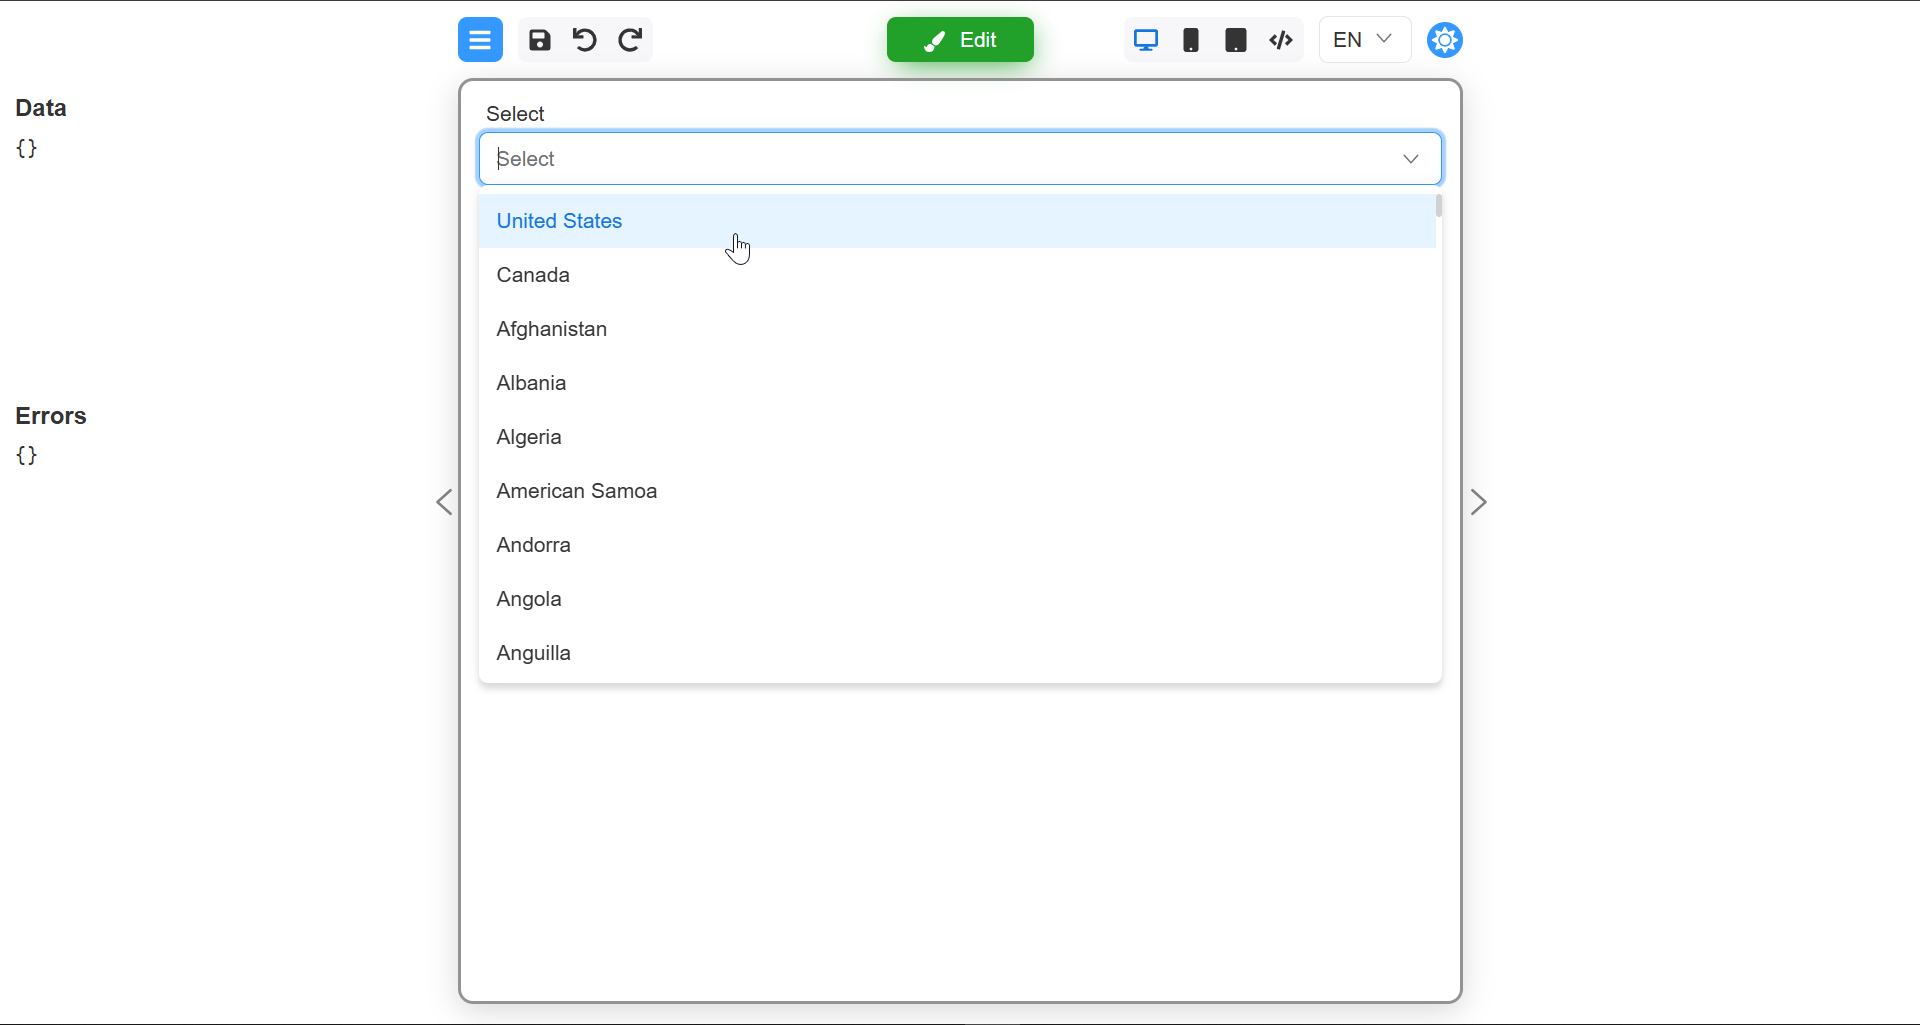 Edit
EN
Data
{}
Select
Select
United States
Canada
Afghanistan
Albania
Algeria
American Samoa
Andorra
Angola
Anguilla
Errors
{}